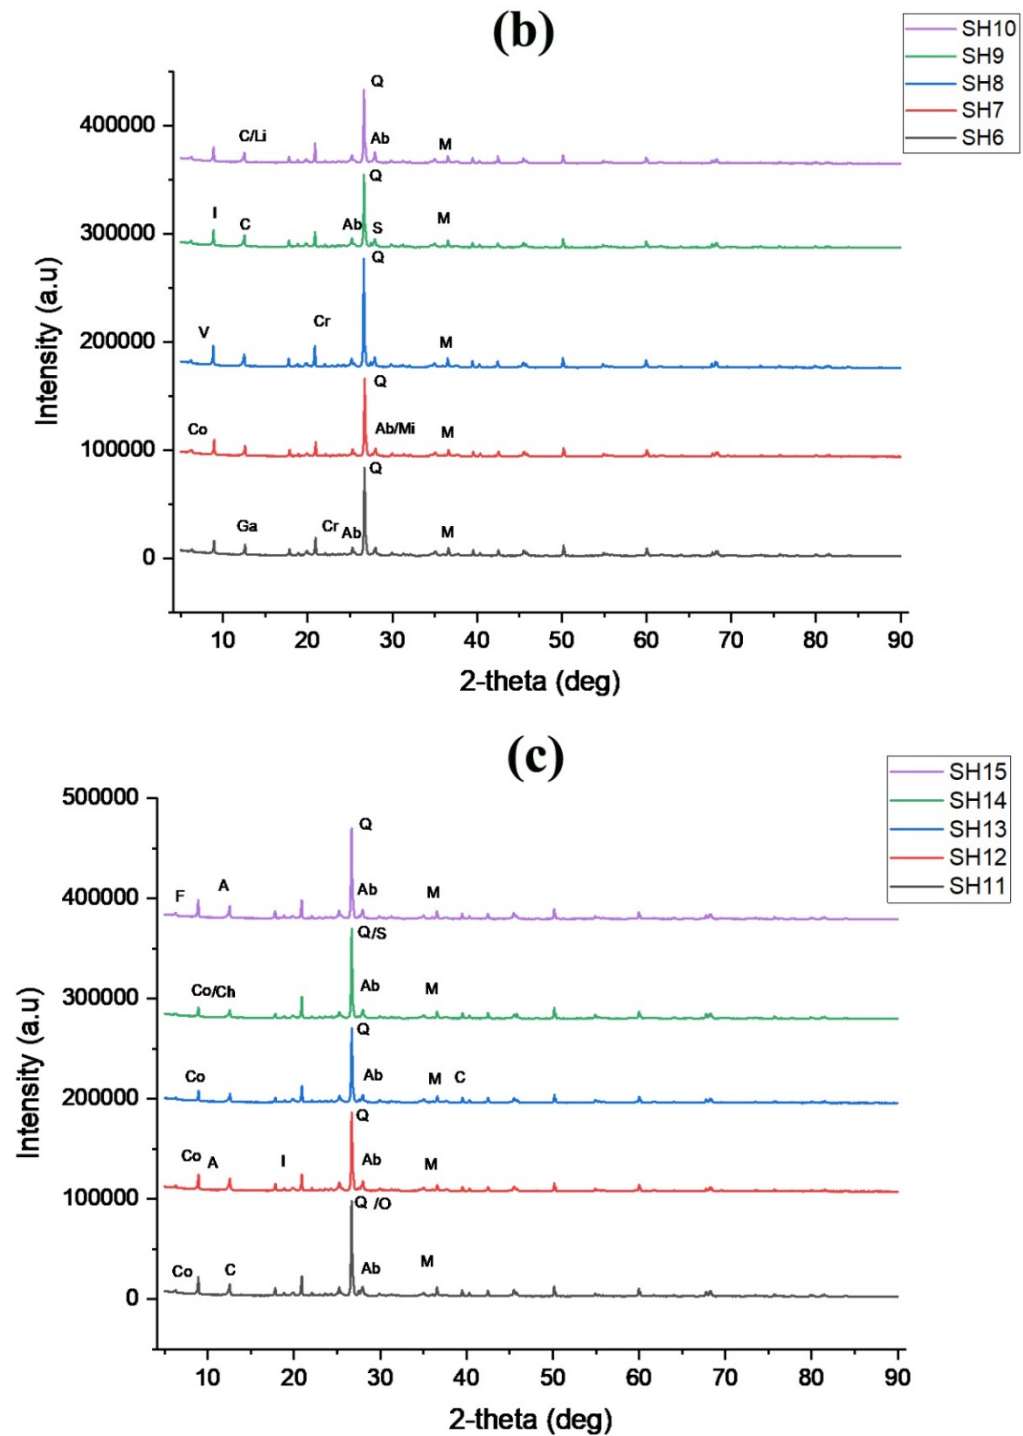 (b)
SH10
SH9
SH8
SH7
SH6
Q
400000
C/Li
Ab
M
Q
I
C
Ab
S
M
300000
Q
V
Cr
M
200000
Q
Co
Ab/Mi
M
100000
Q
Ga
Cr
Ab
M
0
Intensity (a.u)
10 20 30 40 50 60 70 80 90
2-theta (deg)
(c)
SH15
SH14
SH13
SH12
SH11
500000
Q
F
A
Ab
M
400000
Q/S
Co/Ch
Ab
M
300000
Q
Co
Ab
M
C
200000
Q
Co
A
I
Ab
M
100000
Q /O
Co
C
Ab
M
0
Intensity (a.u)
10 20 30 40 50 60 70 80 90
2-theta (deg)